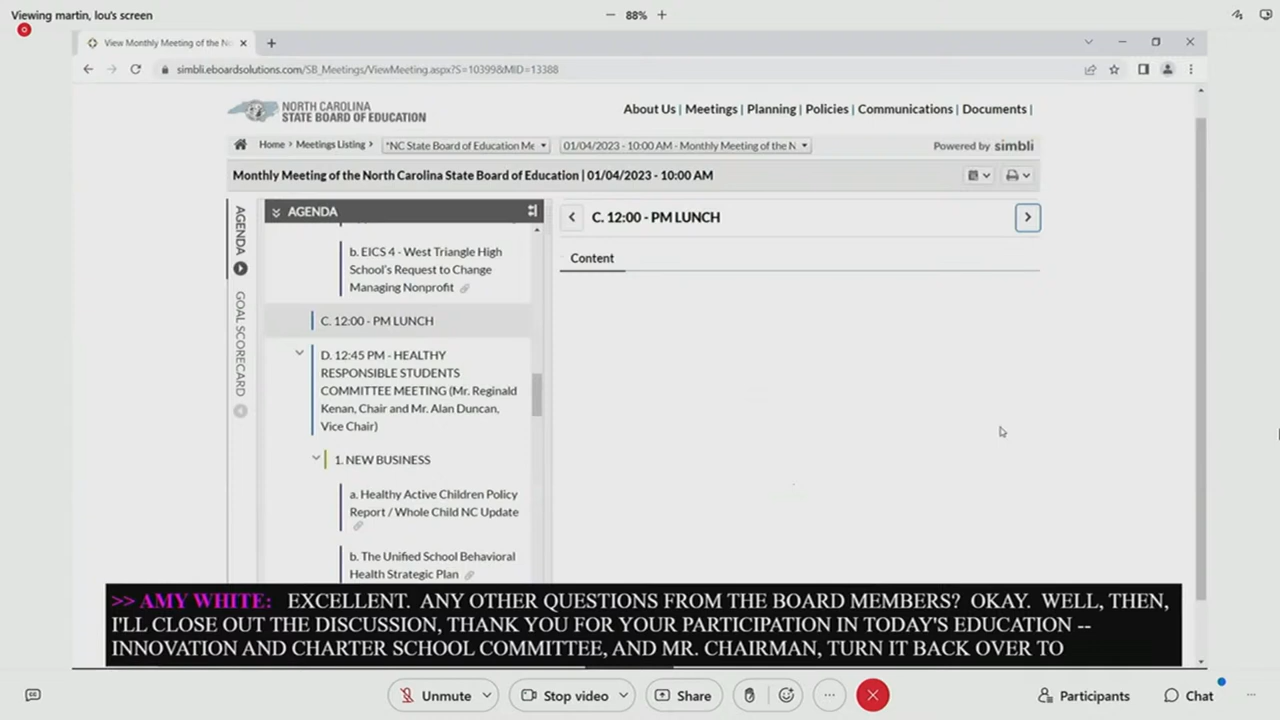 Viewing martin, lou's screen
88%
View Monthly Meeting of the No
simbli.eboardsolutions.com/SB_Meetings/ViewMeeting.aspx?S=10399&MID=13388
NORTH CAROLINA
STATE BOARD OF EDUCATION
About Us | Meetings | Planning | Policies | Communications | Documents |
Home > Meetings Listing >
*NC State Board of Education Me
01/04/2023 - 10:00 AM - Monthly Meeting of the N
Powered by simbli
Monthly Meeting of the North Carolina State Board of Education | 01/04/2023 - 10:00 AM
AGENDA
GOAL SCORECARD
AGENDA
b. EICS 4 - West Triangle High
School's Request to Change
Managing Nonprofit
C. 12:00 - PM LUNCH
D. 12:45 PM - HEALTHY
RESPONSIBLE STUDENTS
COMMITTEE MEETING (Mr. Reginald
Kenan, Chair and Mr. Alan Duncan,
Vice Chair)
1. NEW BUSINESS
a. Healthy Active Children Policy
Report / Whole Child NC Update
b. The Unified School Behavioral
Health Strategic Plan
C. 12:00 - PM LUNCH
Content
>> AMY WHITE: EXCELLENT. ANY OTHER QUESTIONS FROM THE BOARD MEMBERS? OKAY. WELL, THEN,
I'LL CLOSE OUT THE DISCUSSION, THANK YOU FOR YOUR PARTICIPATION IN TODAY'S EDUCATION --
INNOVATION AND CHARTER SCHOOL COMMITTEE, AND MR. CHAIRMAN, TURN IT BACK OVER TO
Unmute
Stop video
Share
Participants
Chat